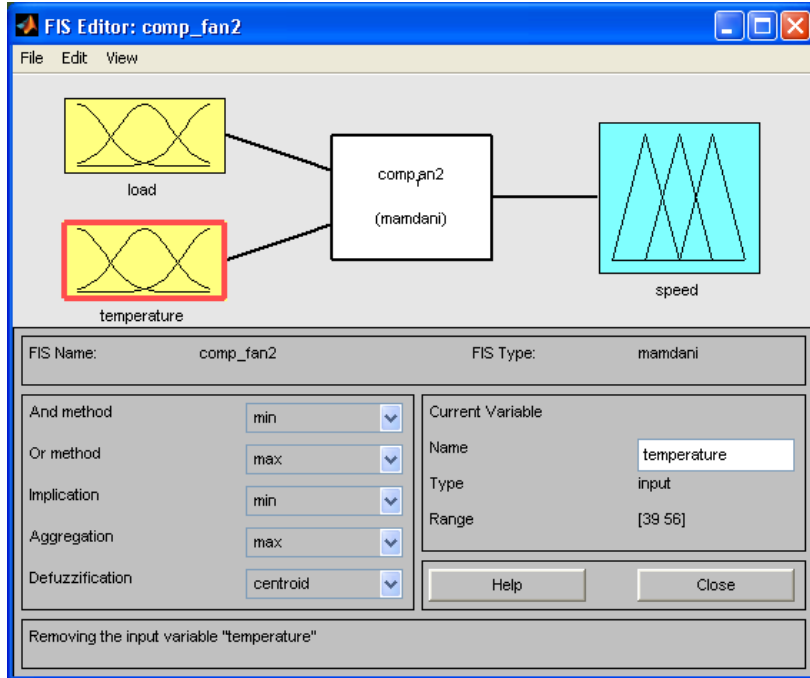 FIS Editor: comp_fan2
File Edit View
load
temperature
compfan2
(mamdani)
speed
FIS Name: comp_fan2 FIS Type: mamdani
And method min
Or method max
Implication min
Aggregation max
Defuzzification centroid
Current Variable
Name temperature
Type input
Range [39 56]
Help Close
Removing the input variable "temperature"